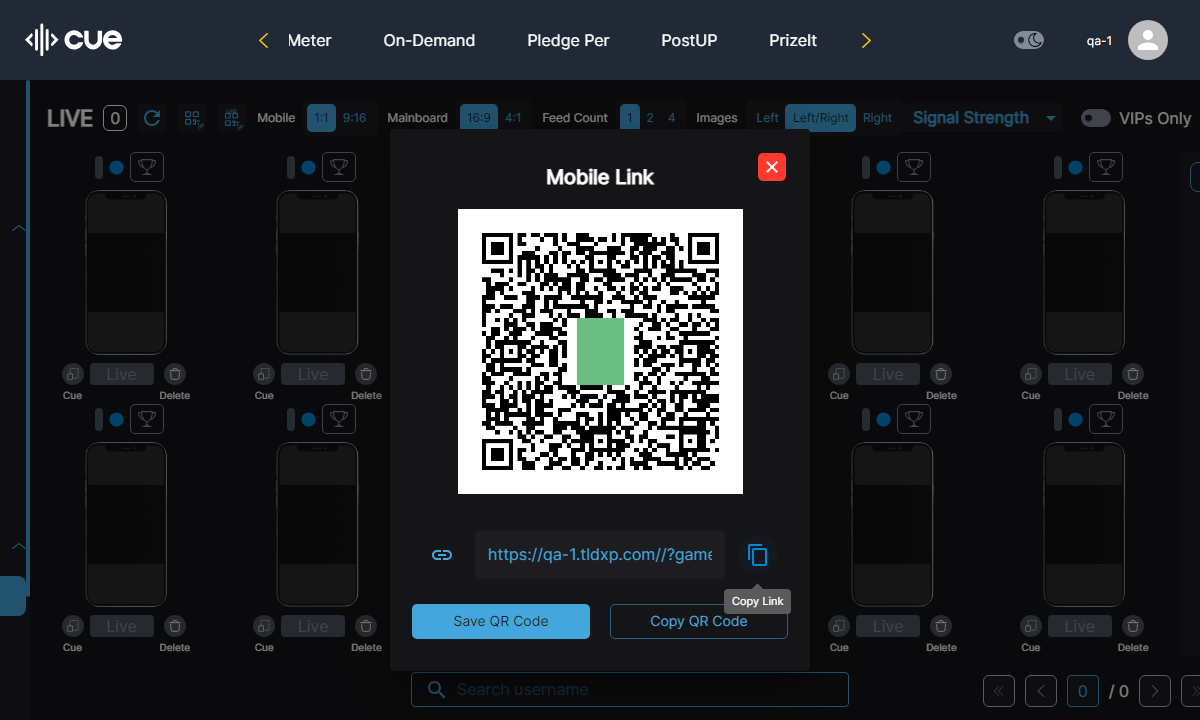 cue
Meter On-Demand Pledge Per PostUP PrizeIt
qa-1
LIVE 0 Mobile 1:1 9:16 Mainboard 16:9 4:1 Feed Count 1 2 4 Images Left Left/Right Right Signal Strength VIPs Only
Mobile Link
Live Live Live Live
Cue Delete Cue Delete Cue Delete Cue Delete
https://qa-1.tldxp.com//?game
Copy Link
Save QR Code Copy QR Code
Live Live Live Live
Cue Delete Cue Delete Cue Delete Cue Delete
Search username
0 / 0